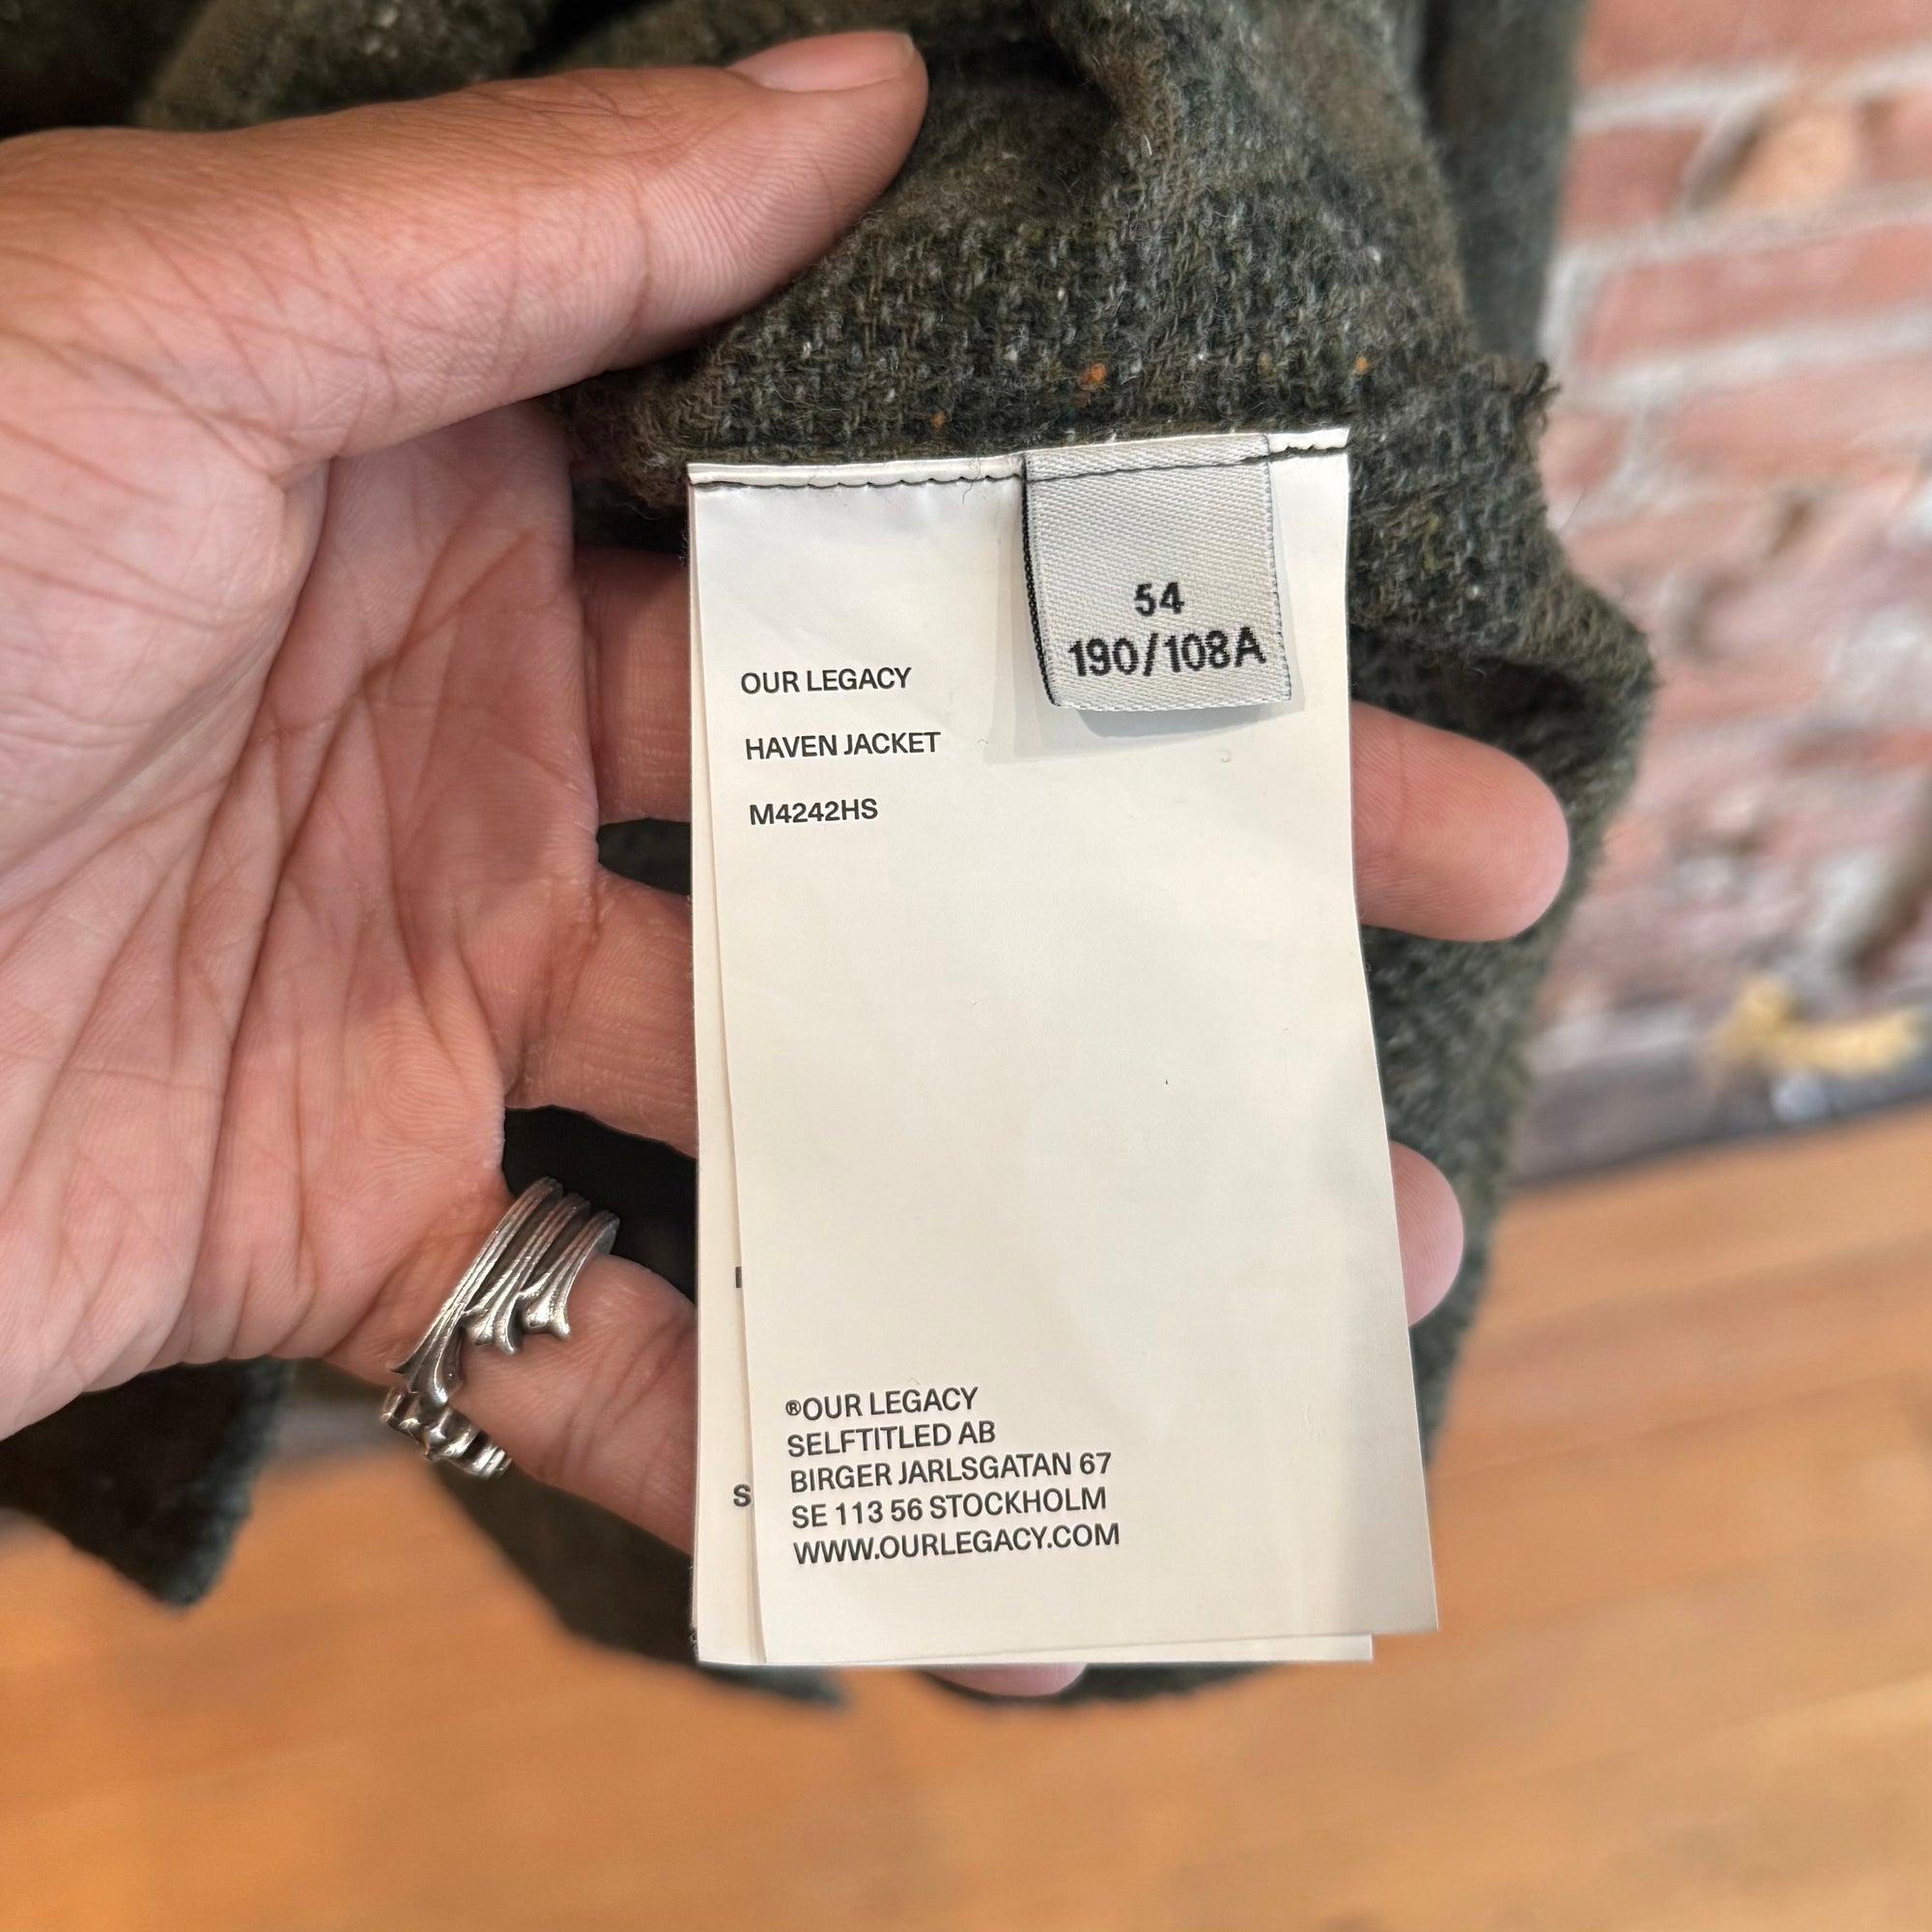 54
190/108A
OUR LEGACY
HAVEN JACKET
M4242HS
S
®OUR LEGACY
SELFTITLED AB
BIRGER JARLSGATAN 67
SE 113 56 STOCKHOLM
WWW.OURLEGACY.COM